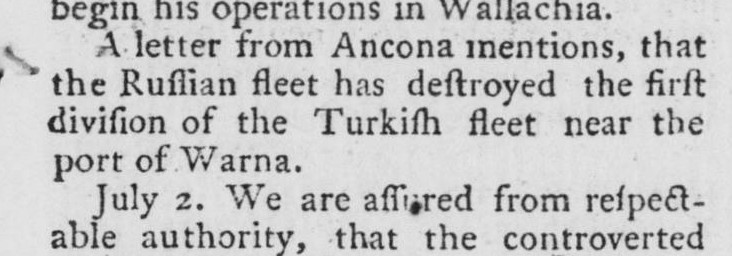 begin his operations in Wallachia.
A letter from Ancona mentions, that
the Ruſſian fleet has deſtroyed the firſt
diviſion of the Turkiſh fleet near the
port of Warna.
July 2. We are aſſured from reſpect-
able authority, that the controverted